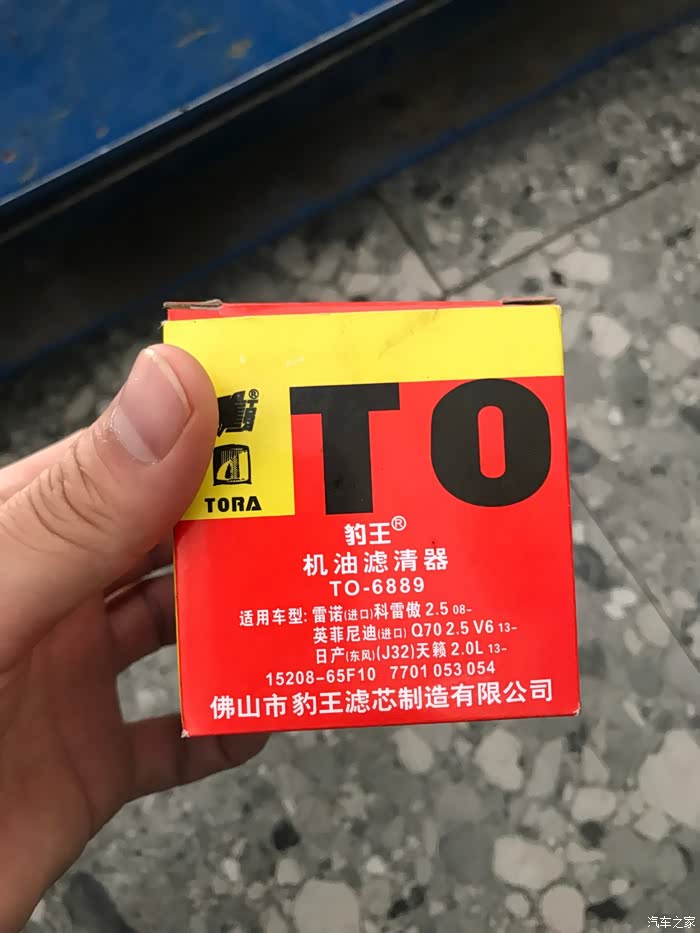 TO
TORA
豹王®
机油滤清器
TO-6889
适用车型: 雷诺(进口)科雷傲 2.5 08-
英菲尼迪(进口) Q70 2.5 V6 13-
日产(东风)(J32)天籁 2.0L 13-
15208-65F10 7701 053 054
佛山市豹王滤芯制造有限公司
汽车之家